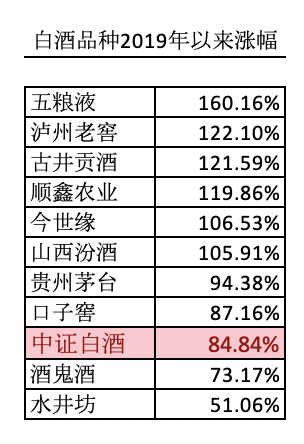 白酒品种2019年以来涨幅
五粮液 160.16%
泸州老窖 122.10%
古井贡酒 121.59%
顺鑫农业 119.86%
今世缘 106.53%
山西汾酒 105.91%
贵州茅台 94.38%
口子窖 87.16%
中证白酒 84.84%
酒鬼酒 73.17%
水井坊 51.06%